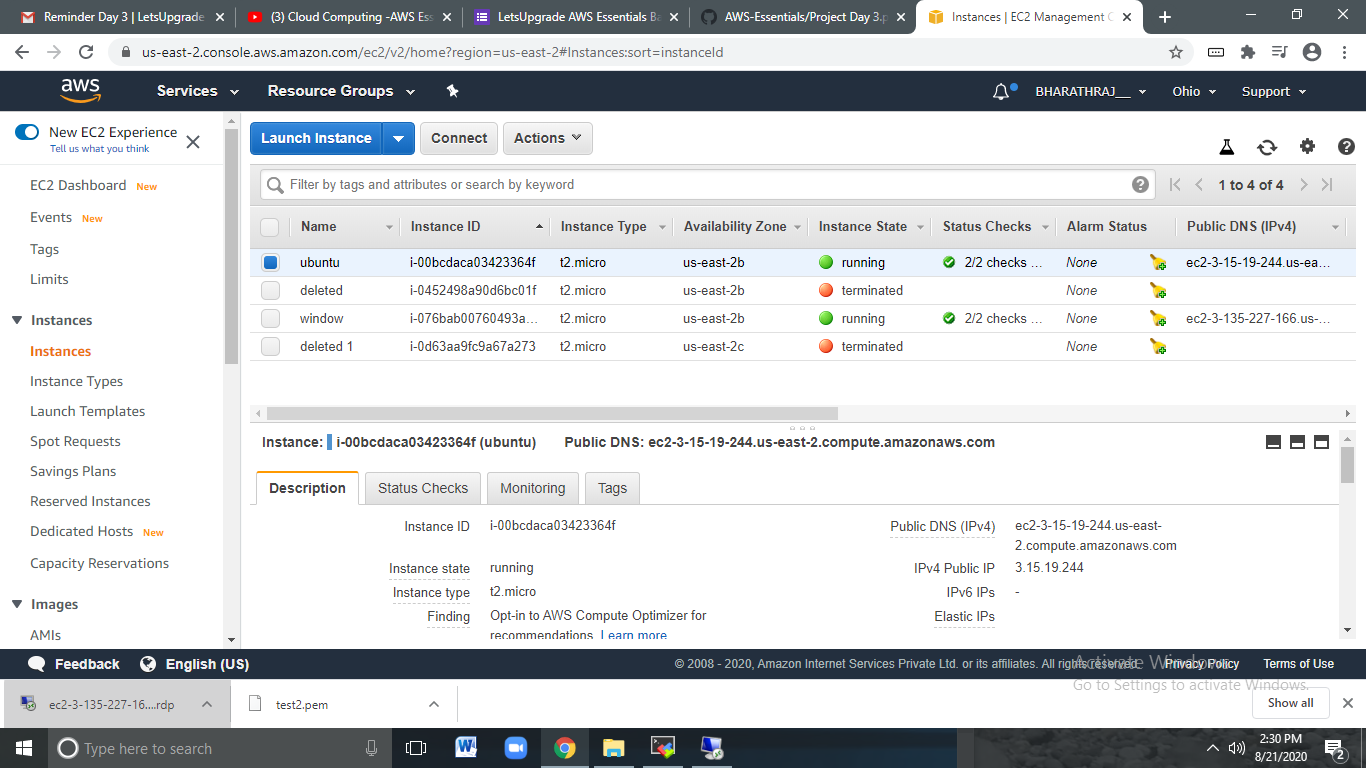 Reminder Day 3 | LetsUpgrade
(3) Cloud Computing -AWS Ess
LetsUpgrade AWS Essentials Ba
AWS-Essentials/Project Day 3.p
Instances | EC2 Management C
us-east-2.console.aws.amazon.com/ec2/v2/home?region=us-east-2#Instances:sort=instanceId
aws
Services
Resource Groups
BHARATHRAJ__
Ohio
Support
New EC2 Experience
Tell us what you think
EC2 Dashboard New
Events New
Tags
Limits
Instances
Instances
Instance Types
Launch Templates
Spot Requests
Savings Plans
Reserved Instances
Dedicated Hosts New
Capacity Reservations
Images
AMIs
Launch Instance
Connect
Actions
Filter by tags and attributes or search by keyword
1 to 4 of 4
Name Instance ID Instance Type Availability Zone Instance State Status Checks Alarm Status Public DNS (IPv4)
ubuntu i-00bcdaca03423364f t2.micro us-east-2b running 2/2 checks ... None ec2-3-15-19-244.us-ea...
deleted i-0452498a90d6bc01f t2.micro us-east-2b terminated None
window i-076bab00760493a... t2.micro us-east-2b running 2/2 checks ... None ec2-3-135-227-166.us-...
deleted 1 i-0d63aa9fc9a67a273 t2.micro us-east-2c terminated None
Instance: i-00bcdaca03423364f (ubuntu) Public DNS: ec2-3-15-19-244.us-east-2.compute.amazonaws.com
Description
Status Checks
Monitoring
Tags
Instance ID i-00bcdaca03423364f
Instance state running
Instance type t2.micro
Finding Opt-in to AWS Compute Optimizer for
recommendations. Learn more
Public DNS (IPv4) ec2-3-15-19-244.us-east-
2.compute.amazonaws.com
IPv4 Public IP 3.15.19.244
IPv6 IPs -
Elastic IPs
Feedback
English (US)
© 2008 - 2020, Amazon Internet Services Private Ltd. or its affiliates. All rights reserved.
Privacy Policy
Terms of Use
Activate Windows
Go to Settings to activate Windows.
ec2-3-135-227-16....rdp
test2.pem
Show all
Type here to search
2:30 PM
8/21/2020
2